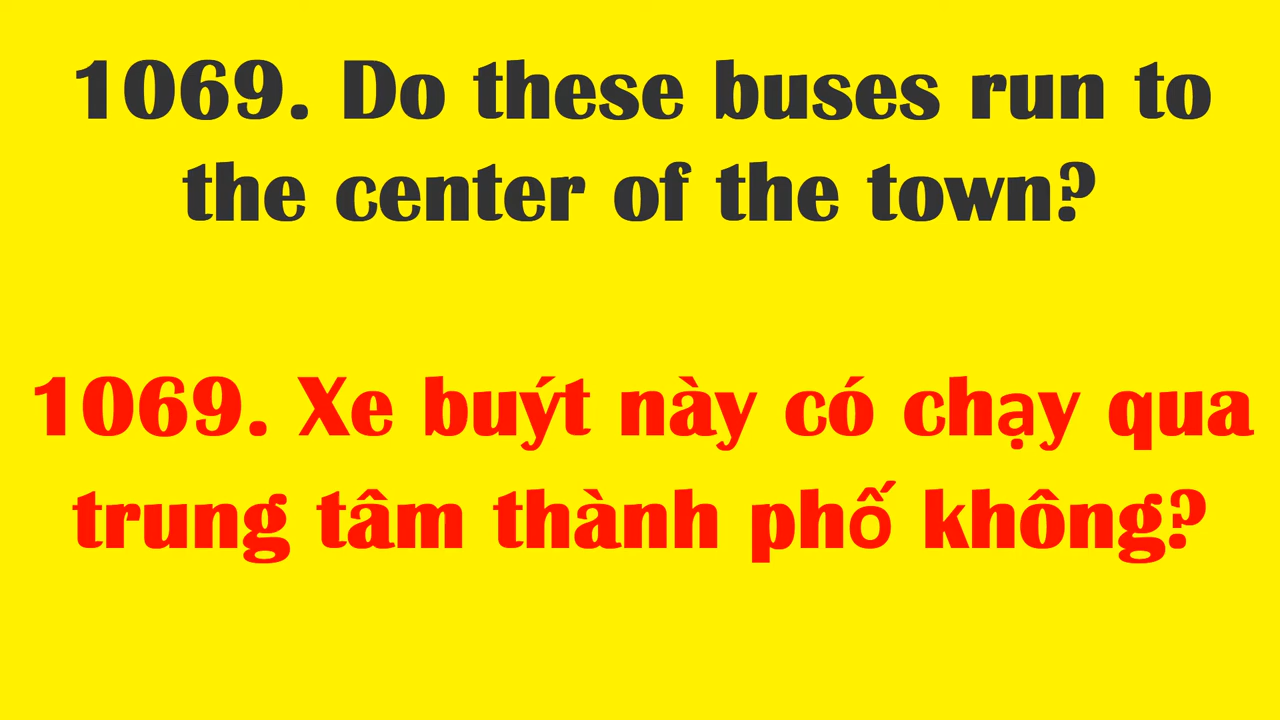 1069. Do these buses run to
the center of the town?
1069. Xe buýt này có chạy qua
trung tâm thành phố không?